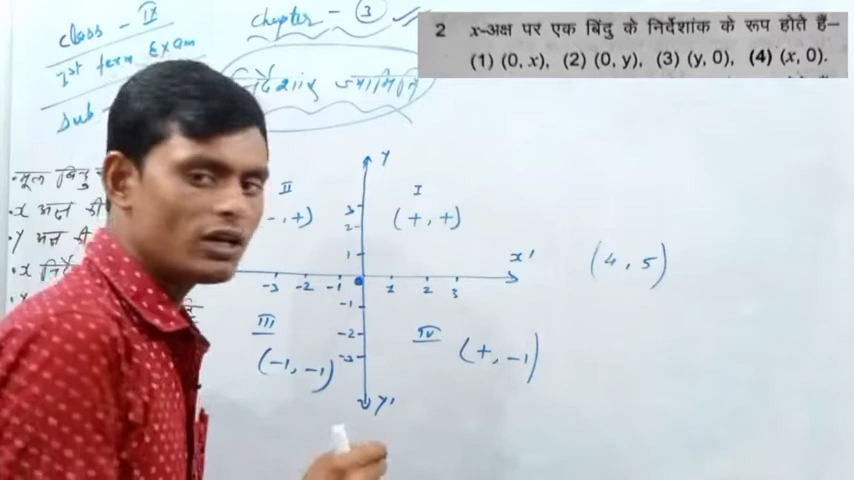 class - IX
1st term Exam
Sub -
chapter - 3
निर्देशांक ज्यामिति
2 x-अक्ष पर एक बिंदु के निर्देशांक के रूप होते हैं–
(1) (0, x), (2) (0, y), (3) (y, 0), (4) (x, 0).
• मूल बिन्दु
• x अक्ष की
• y अक्ष की
• x
Y
II I
-, +) (+, +)
3
2
1
x'
(4, 5)
-3 -2 -1 0 1 2 3
-1
-2
-3
III IV
(-1, -1) (+, -1)
Y'